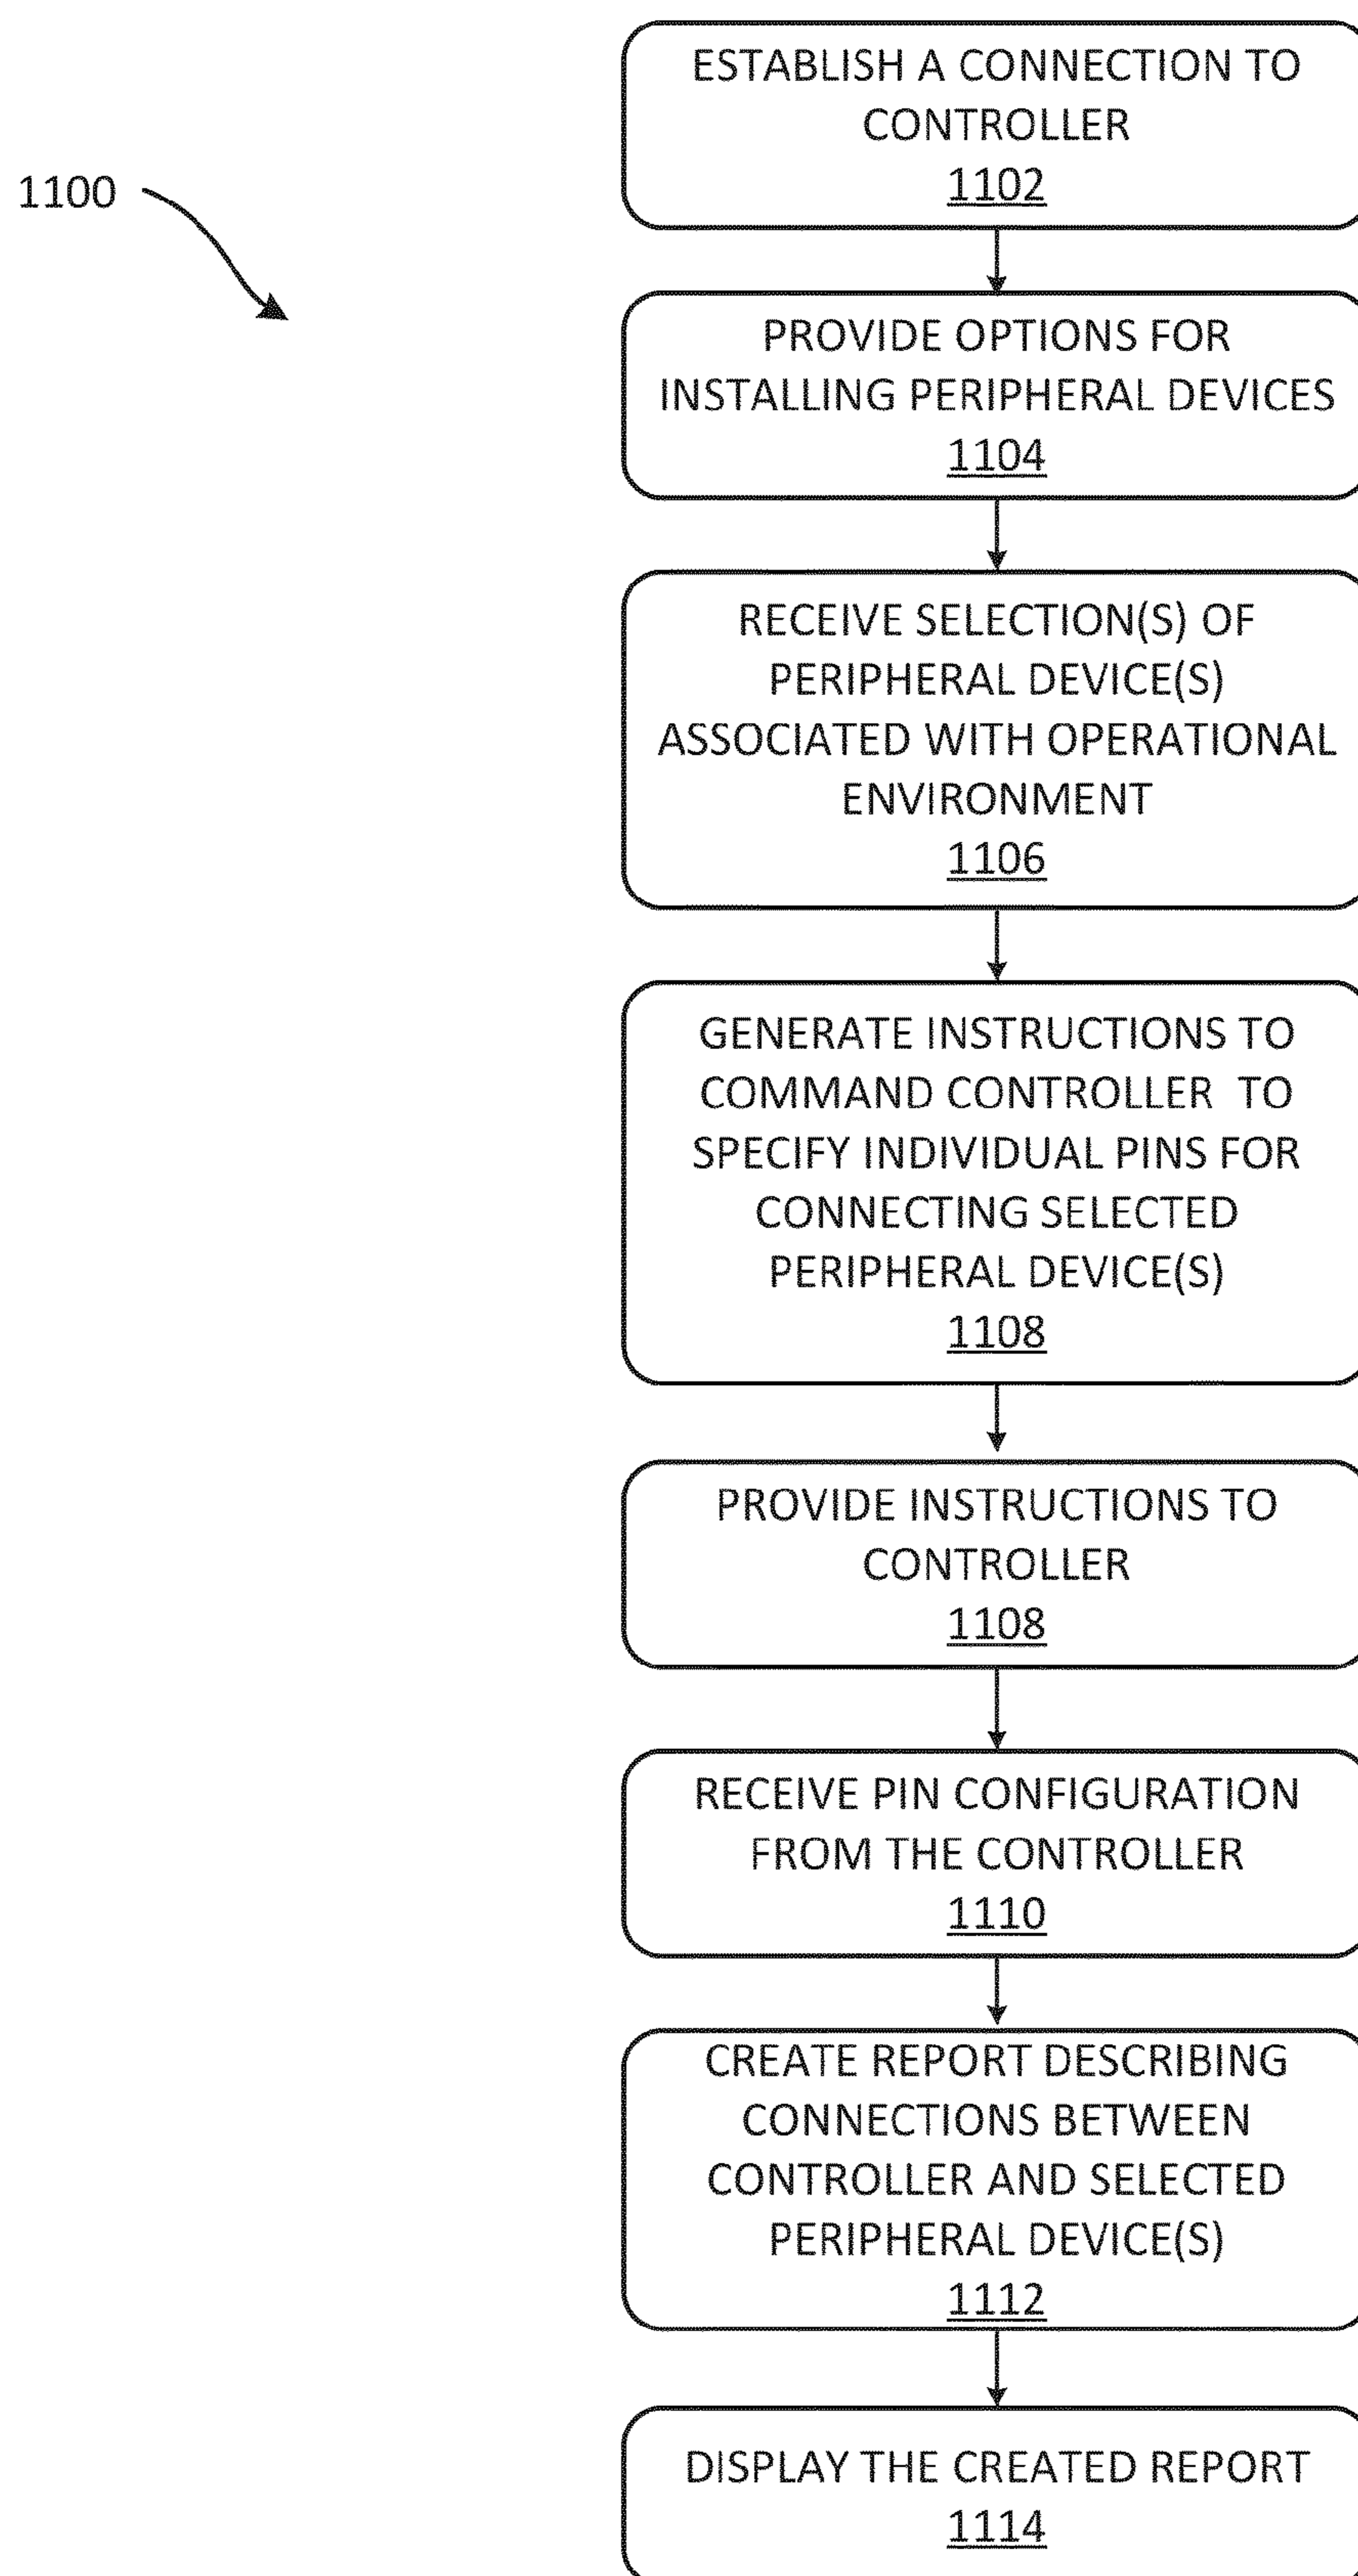 1100
ESTABLISH A CONNECTION TO
CONTROLLER
1102
PROVIDE OPTIONS FOR
INSTALLING PERIPHERAL DEVICES
1104
RECEIVE SELECTION(S) OF
PERIPHERAL DEVICE(S)
ASSOCIATED WITH OPERATIONAL
ENVIRONMENT
1106
GENERATE INSTRUCTIONS TO
COMMAND CONTROLLER TO
SPECIFY INDIVIDUAL PINS FOR
CONNECTING SELECTED
PERIPHERAL DEVICE(S)
1108
PROVIDE INSTRUCTIONS TO
CONTROLLER
1108
RECEIVE PIN CONFIGURATION
FROM THE CONTROLLER
1110
CREATE REPORT DESCRIBING
CONNECTIONS BETWEEN
CONTROLLER AND SELECTED
PERIPHERAL DEVICE(S)
1112
DISPLAY THE CREATED REPORT
1114